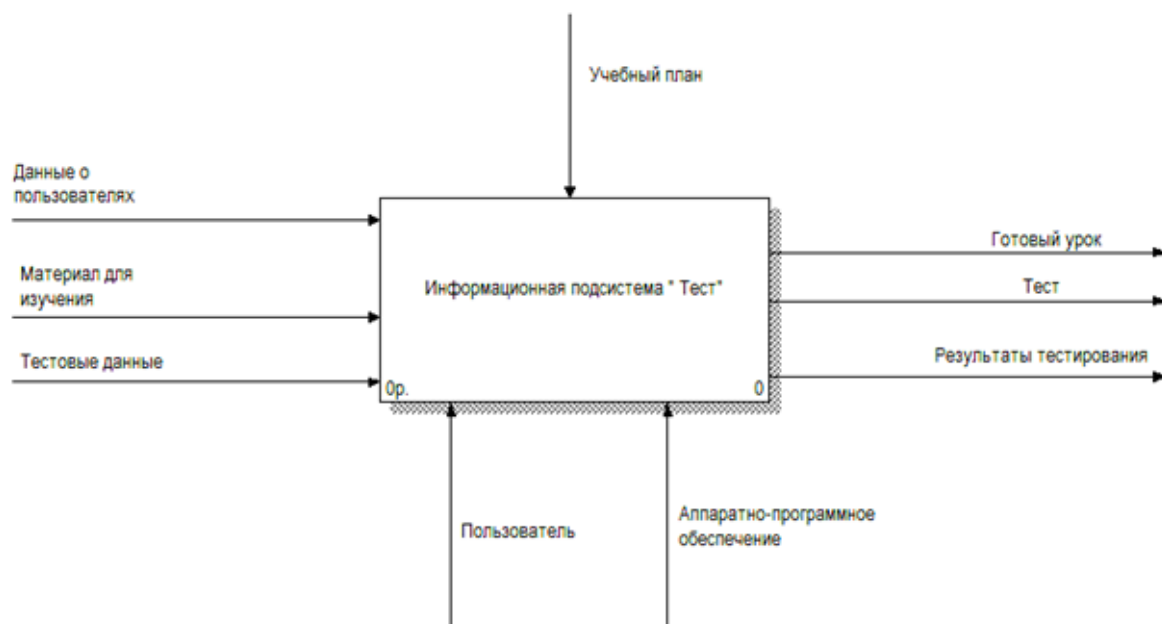 Учебный план
Данные о
пользователях
Готовый урок
Материал для
изучения
Информационная подсистема " Тест"
Тест
Тестовые данные
Результаты тестирования
0р.
0
Пользователь
Аппаратно-программное
обеспечение